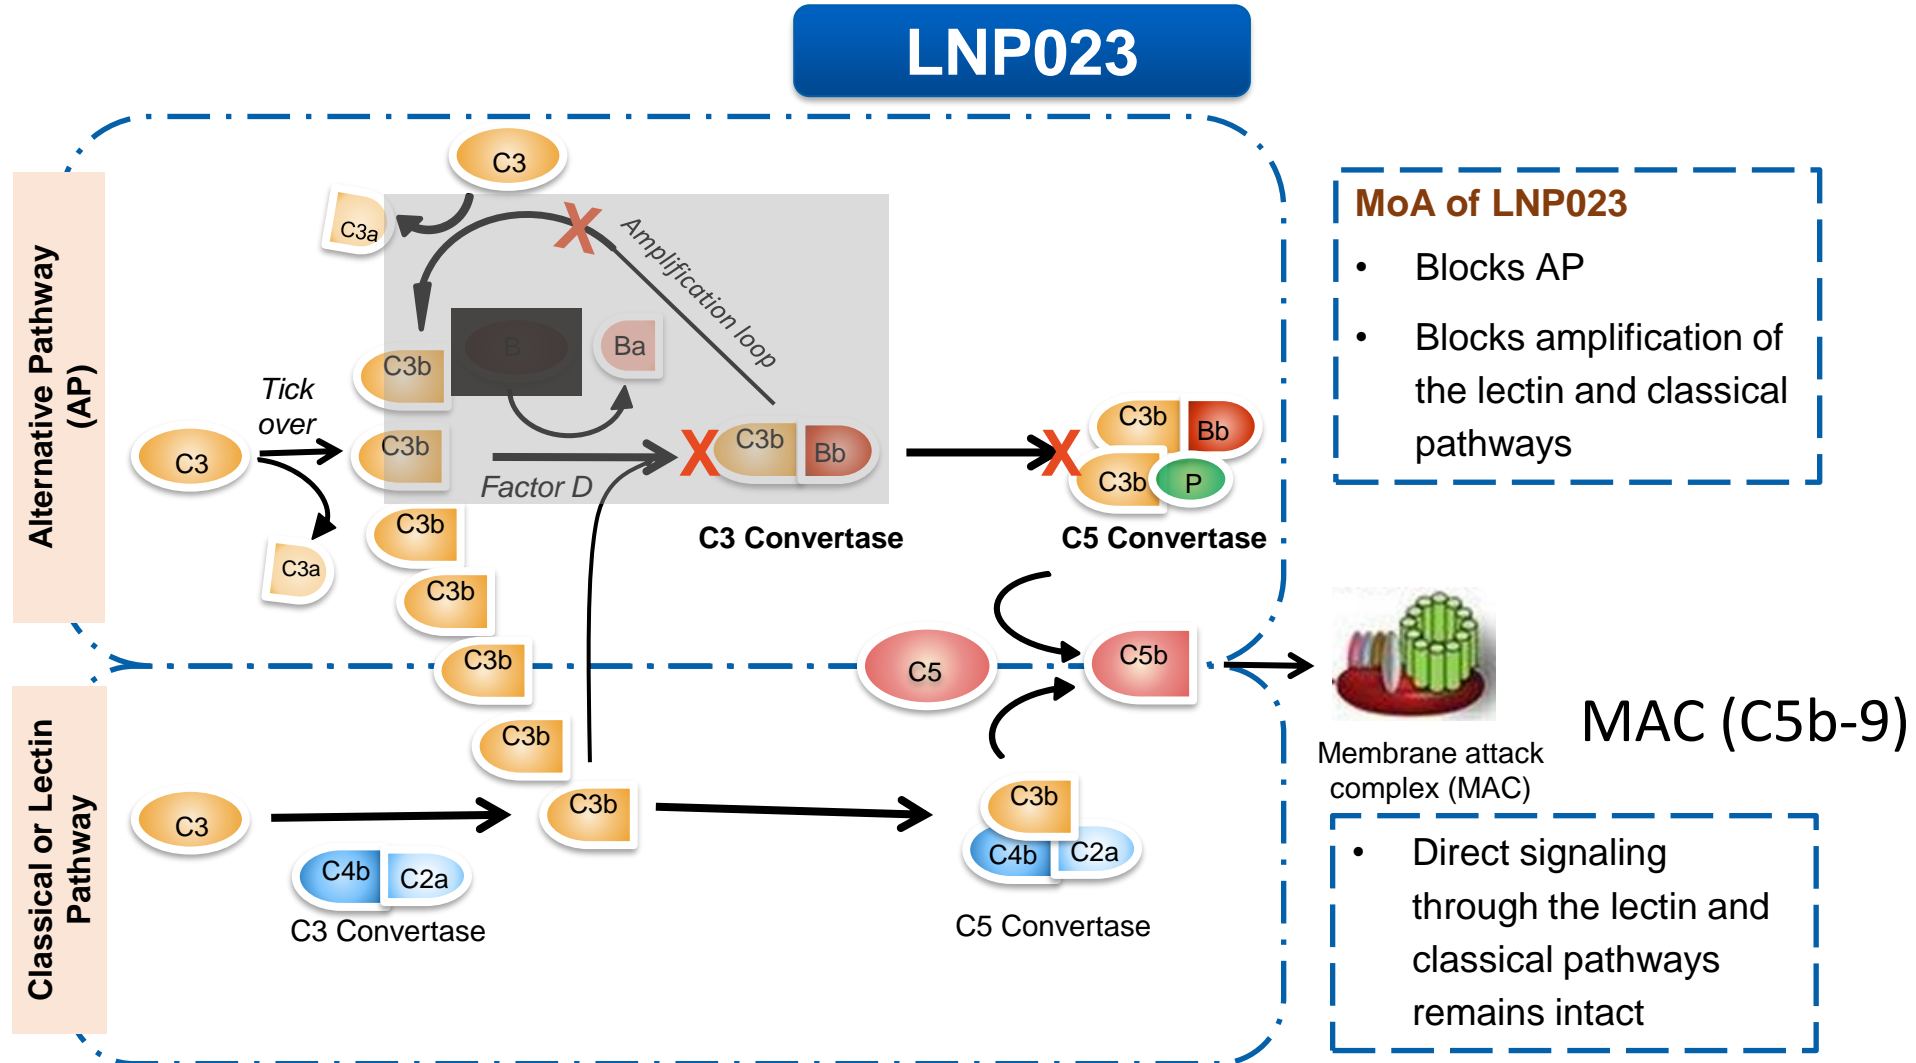 LNP023
Alternative Pathway
(AP)
C3
C3a
Amplification loop
C3b
B
Ba
Tick
over
C3
C3b
Factor D
C3b
Bb
C3b
Bb
C3b
P
C3 Convertase
C5 Convertase
C3a
C3b
C3b
C3b
C5
C5b
MoA of LNP023
• Blocks AP
• Blocks amplification of
the lectin and classical
pathways
Classical or Lectin
Pathway
C3
C3b
C3b
C4b
C2a
C3 Convertase
C3b
C4b
C2a
C5 Convertase
Membrane attack
complex (MAC)
MAC (C5b-9)
• Direct signaling
through the lectin and
classical pathways
remains intact